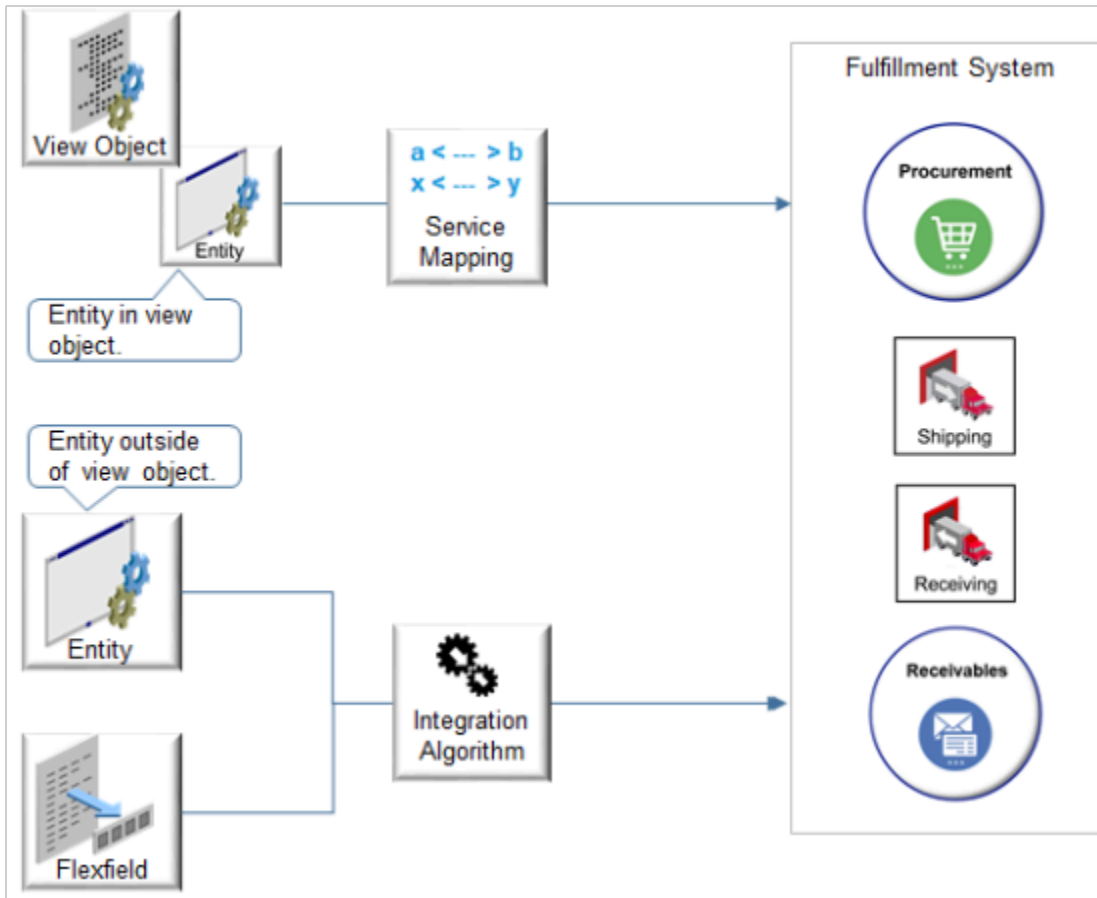 View Object
Entity
Entity in view
object.
a < --- > b
x < --- > y
Service
Mapping
Entity outside
of view object.
Entity
Flexfield
Integration
Algorithm
Fulfillment System
Procurement
Shipping
Receiving
Receivables